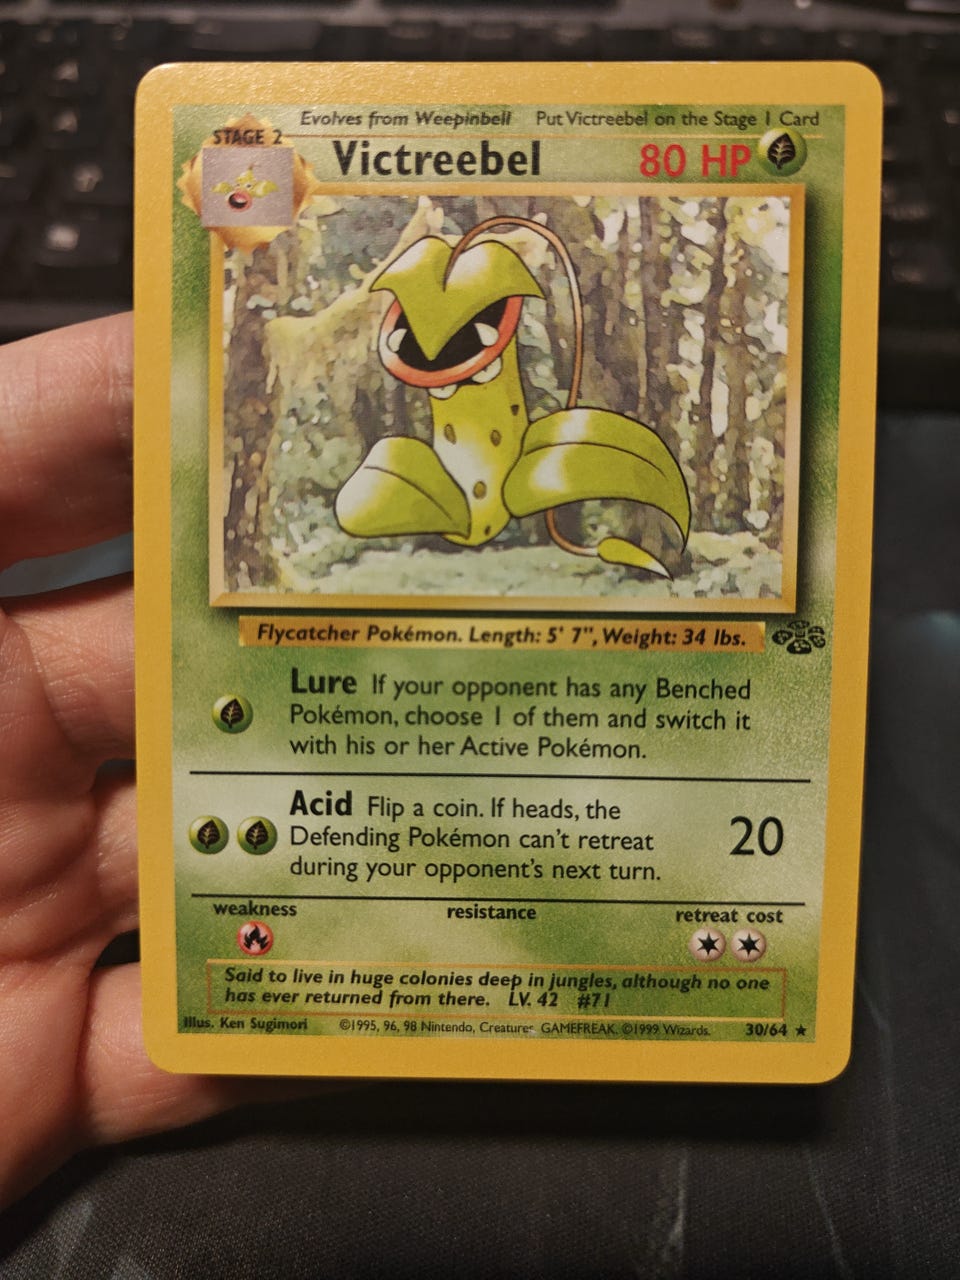 Evolves from Weepinbell Put Victreebel on the Stage 1 Card
STAGE 2
Victreebel 80 HP
Flycatcher Pokémon. Length: 5' 7", Weight: 34 lbs.
Lure If your opponent has any Benched
Pokémon, choose 1 of them and switch it
with his or her Active Pokémon.
Acid Flip a coin. If heads, the
Defending Pokémon can't retreat
during your opponent's next turn.
20
weakness resistance retreat cost
Said to live in huge colonies deep in jungles, although no one
has ever returned from there. LV. 42 #71
Illus. Ken Sugimori ©1995, 96, 98 Nintendo, Creatures, GAMEFREAK. ©1999 Wizards. 30/64 ★